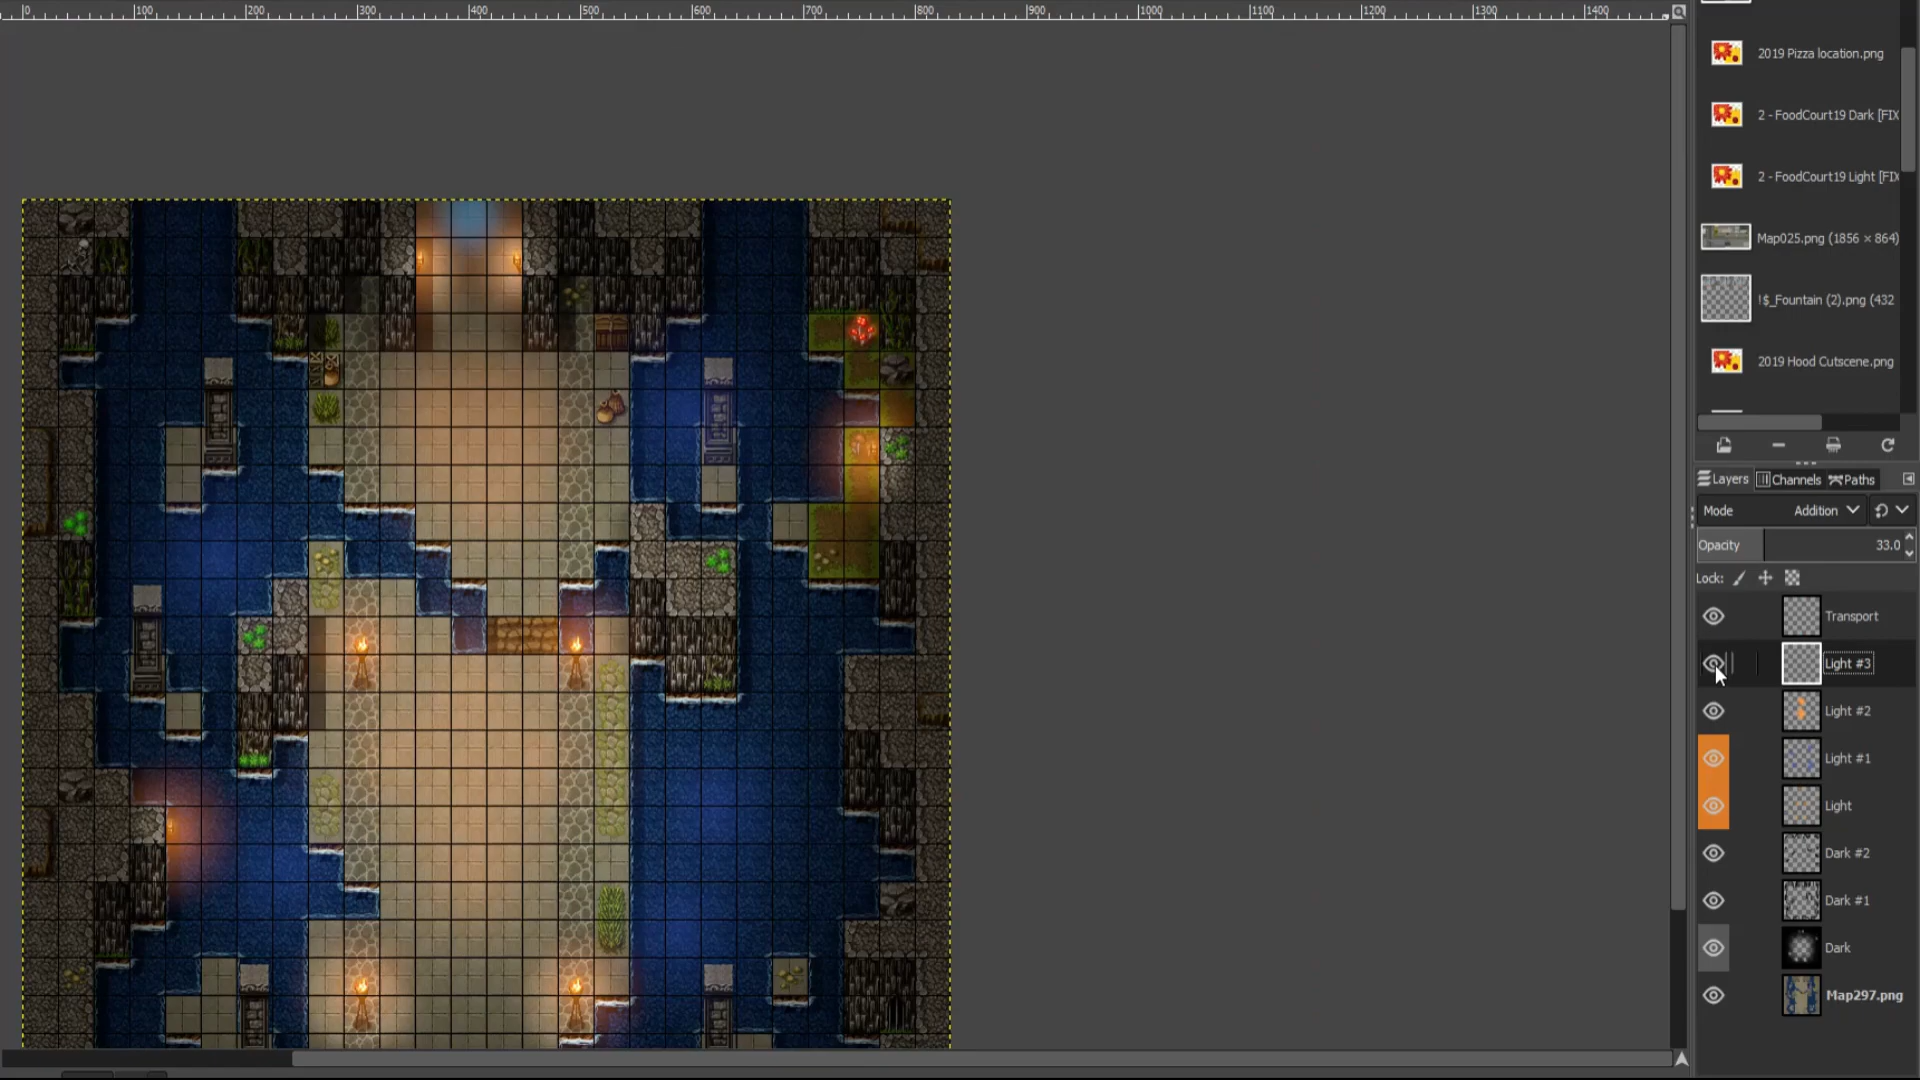 0 100 200 300 400 500 600 700 800 900 1000 1100 1200 1300 1400
2019 Pizza location.png
2 - FoodCourt19 Dark [FIX
2 - FoodCourt19 Light [FIX
Map025.png (1856 × 864)
!$_Fountain (2).png (432
2019 Hood Cutscene.png
Layers Channels Paths
Mode Addition
Opacity 33.0
Lock:
Transport
Light #3
Light #2
Light #1
Light
Dark #2
Dark #1
Dark
Map297.png